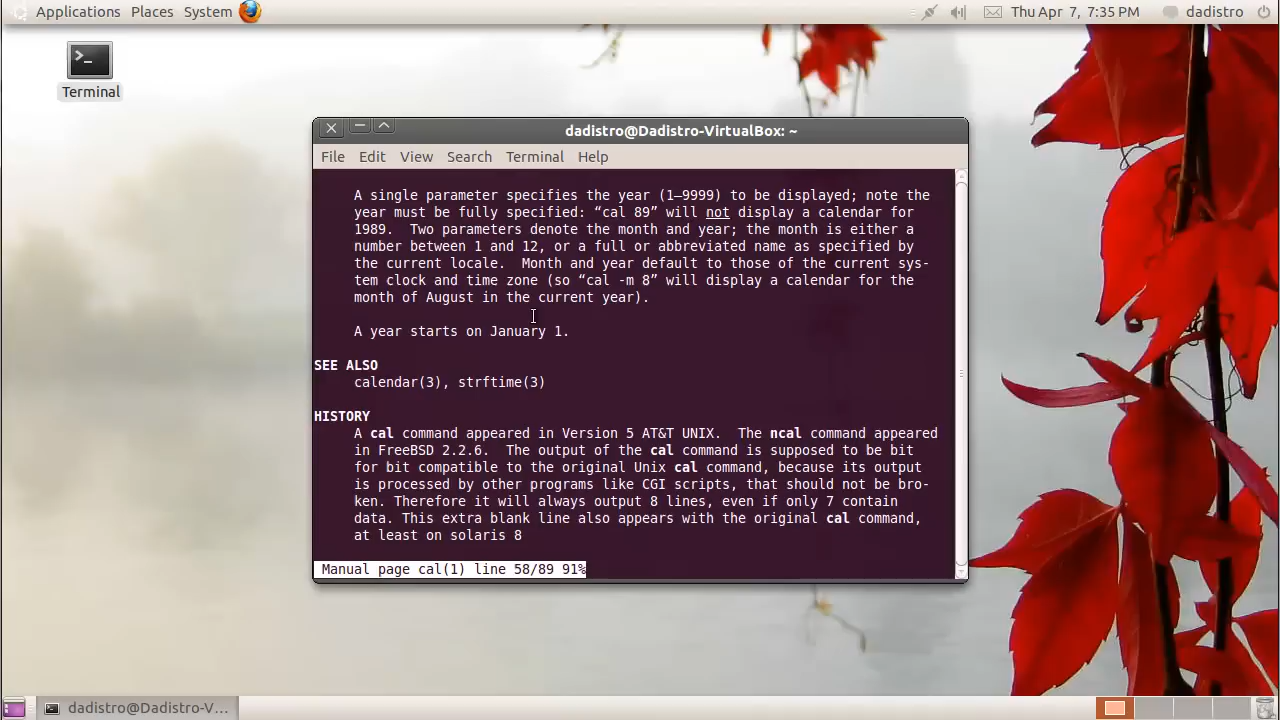 Applications Places System Thu Apr 7, 7:35 PM dadistro
Terminal
dadistro@Dadistro-VirtualBox: ~
File Edit View Search Terminal Help
A single parameter specifies the year (1–9999) to be displayed; note the
year must be fully specified: “cal 89” will not display a calendar for
1989.  Two parameters denote the month and year; the month is either a
number between 1 and 12, or a full or abbreviated name as specified by
the current locale.  Month and year default to those of the current sys-
tem clock and time zone (so “cal -m 8” will display a calendar for the
month of August in the current year).
A year starts on January 1.
SEE ALSO
calendar(3), strftime(3)
HISTORY
A cal command appeared in Version 5 AT&T UNIX.  The ncal command appeared
in FreeBSD 2.2.6.  The output of the cal command is supposed to be bit
for bit compatible to the original Unix cal command, because its output
is processed by other programs like CGI scripts, that should not be bro-
ken. Therefore it will always output 8 lines, even if only 7 contain
data. This extra blank line also appears with the original cal command,
at least on solaris 8
Manual page cal(1) line 58/89 91%
dadistro@Dadistro-V...